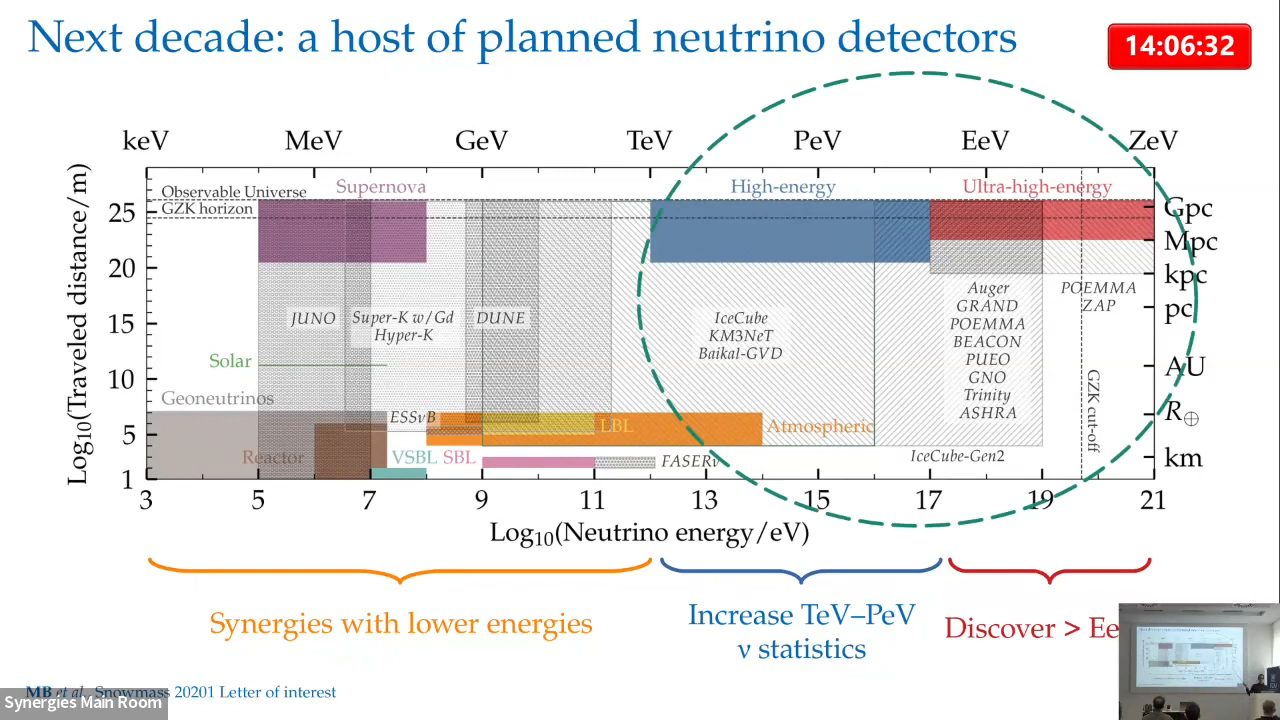 Next decade: a host of planned neutrino detectors
14:06:32
keV MeV GeV TeV PeV EeV ZeV
Observable Universe
Supernova
High-energy
Ultra-high-energy
GZK horizon
25
20
15
10
5
1
Gpc
Mpc
kpc
pc
AU
R⊕
km
Log10(Traveled distance/m)
JUNO
Super-K w/Gd
Hyper-K
DUNE
IceCube
KM3NeT
Baikal-GVD
Auger
GRAND
POEMMA
BEACON
PUEO
GNO
Trinity
ASHRA
POEMMA
ZAP
GZK cut-off
Solar
Geoneutrinos
ESSνB
LBL
Atmospheric
Reactor
VSBL
SBL
FASERν
IceCube-Gen2
3 5 7 9 11 13 15 17 19 21
Log10(Neutrino energy/eV)
Synergies with lower energies
Increase TeV–PeV
ν statistics
Discover > Ee
MB et al., Snowmass 20201 Letter of interest
Synergies Main Room